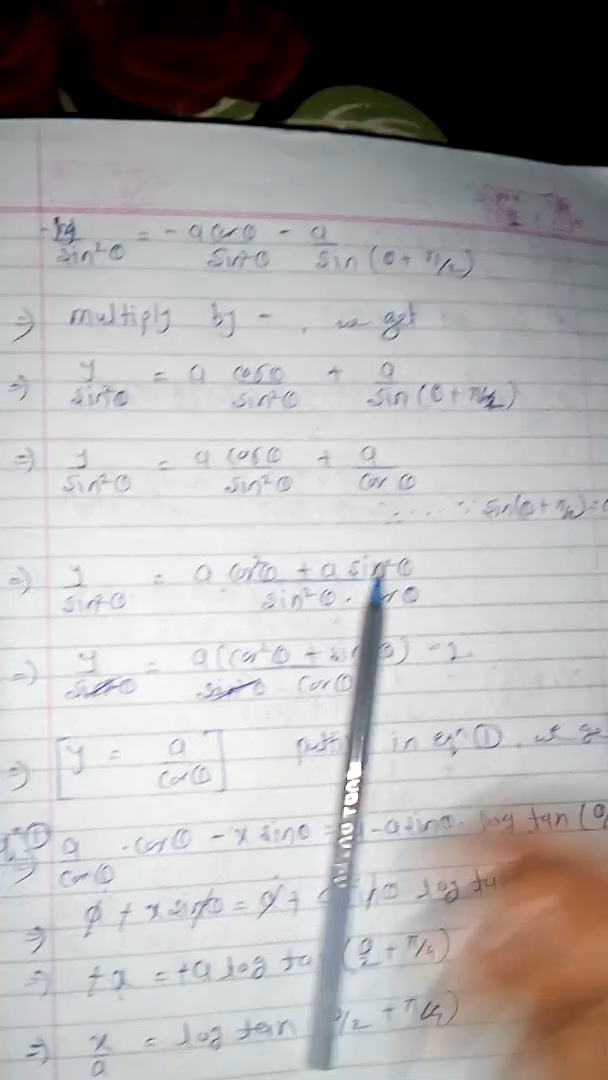 -y/sin²θ = -a cosθ/sin²θ - a/sin(θ+π/2)
⇒ multiply by - , we get
⇒ y/sin²θ = a cosθ/sin²θ + a/sin(θ+π/2)
⇒ y/sin²θ = a cosθ/sin²θ + a/cosθ
∵ sin(θ+π/2)=
⇒ y/sin²θ = a cos²θ + a sin²θ/sin²θ.
⇒ y/sin²θ = a(cos²θ + /sin²θ cosθ
⇒ [y = a/cosθ] in eqn ①, we
⇒ a/cosθ .cosθ - x sinθ = -a sinθ. log tan(
⇒ + x sinθ = log
⇒ +x = +a log (θ/2 + π/4)
⇒ x/a = log tan /2 + π/4)